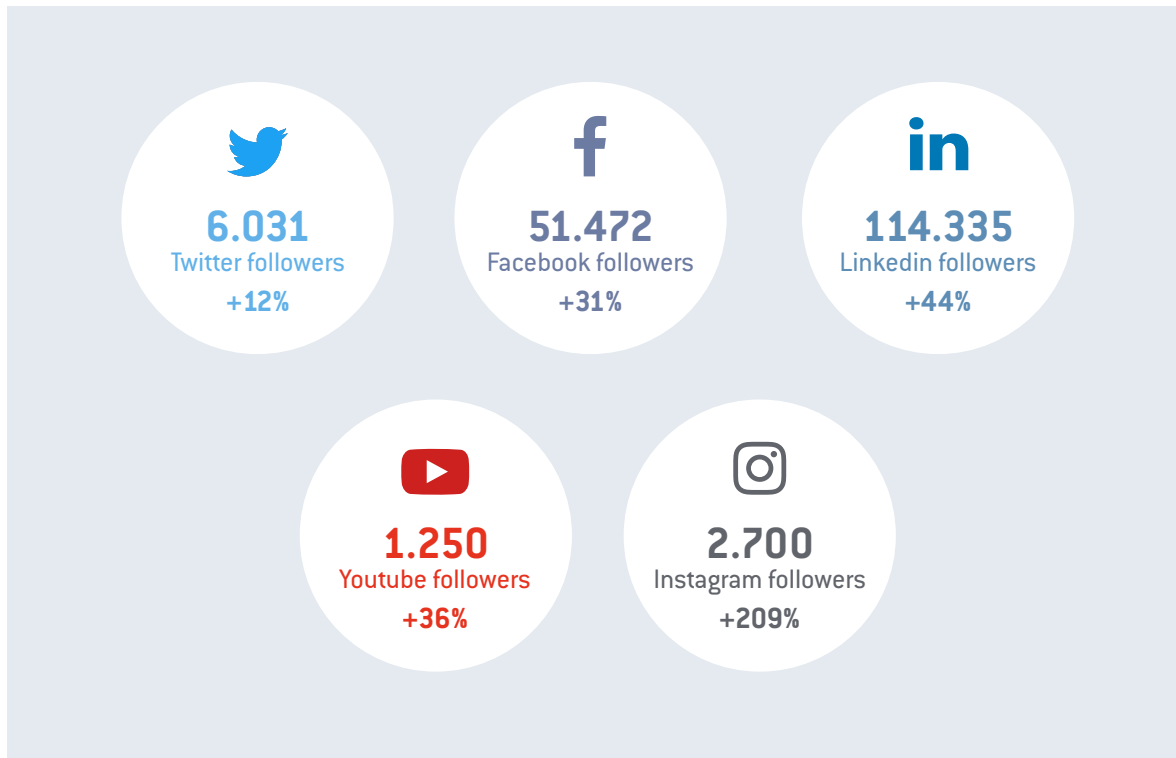 6.031
Twitter followers
+12%
51.472
Facebook followers
+31%
in
114.335
Linkedin followers
+44%
1.250
Youtube followers
+36%
2.700
Instagram followers
+209%